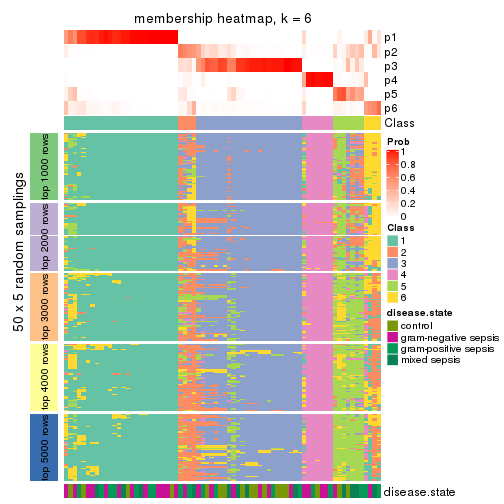 membership heatmap, k = 6
p1
p2
p3
p4
p5
p6
Class
50 x 5 random samplings
top 1000 rows
top 2000 rows
top 3000 rows
top 4000 rows
top 5000 rows
Prob
1
0.8
0.6
0.4
0.2
0
Class
1
2
3
4
5
6
disease.state
control
gram-negative sepsis
gram-positive sepsis
mixed sepsis
disease.state